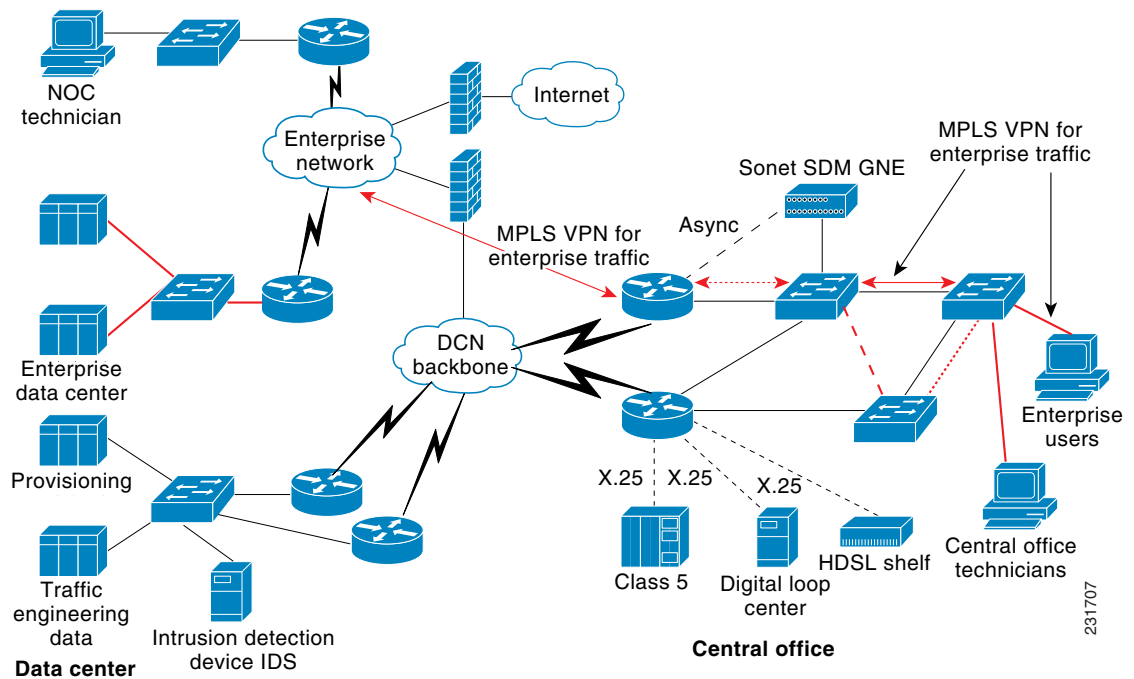 NOC
technician
Enterprise
network
Internet
MPLS VPN for
enterprise traffic
Sonet SDM GNE
Async
MPLS VPN for
enterprise traffic
Enterprise
data center
DCN
backbone
Enterprise
users
Provisioning
X.25
X.25
X.25
Traffic
engineering
data
Intrusion detection
device IDS
Class 5
Digital loop
center
HDSL shelf
Central office
technicians
Data center
Central office
231707